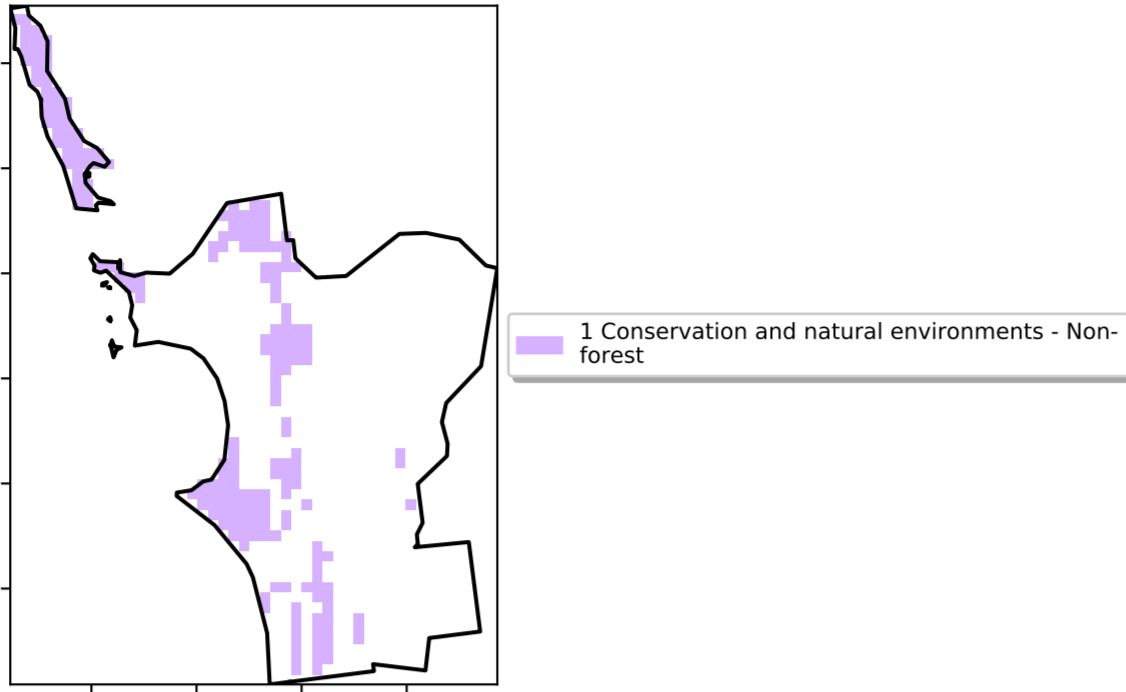 1 Conservation and natural environments - Non-
forest